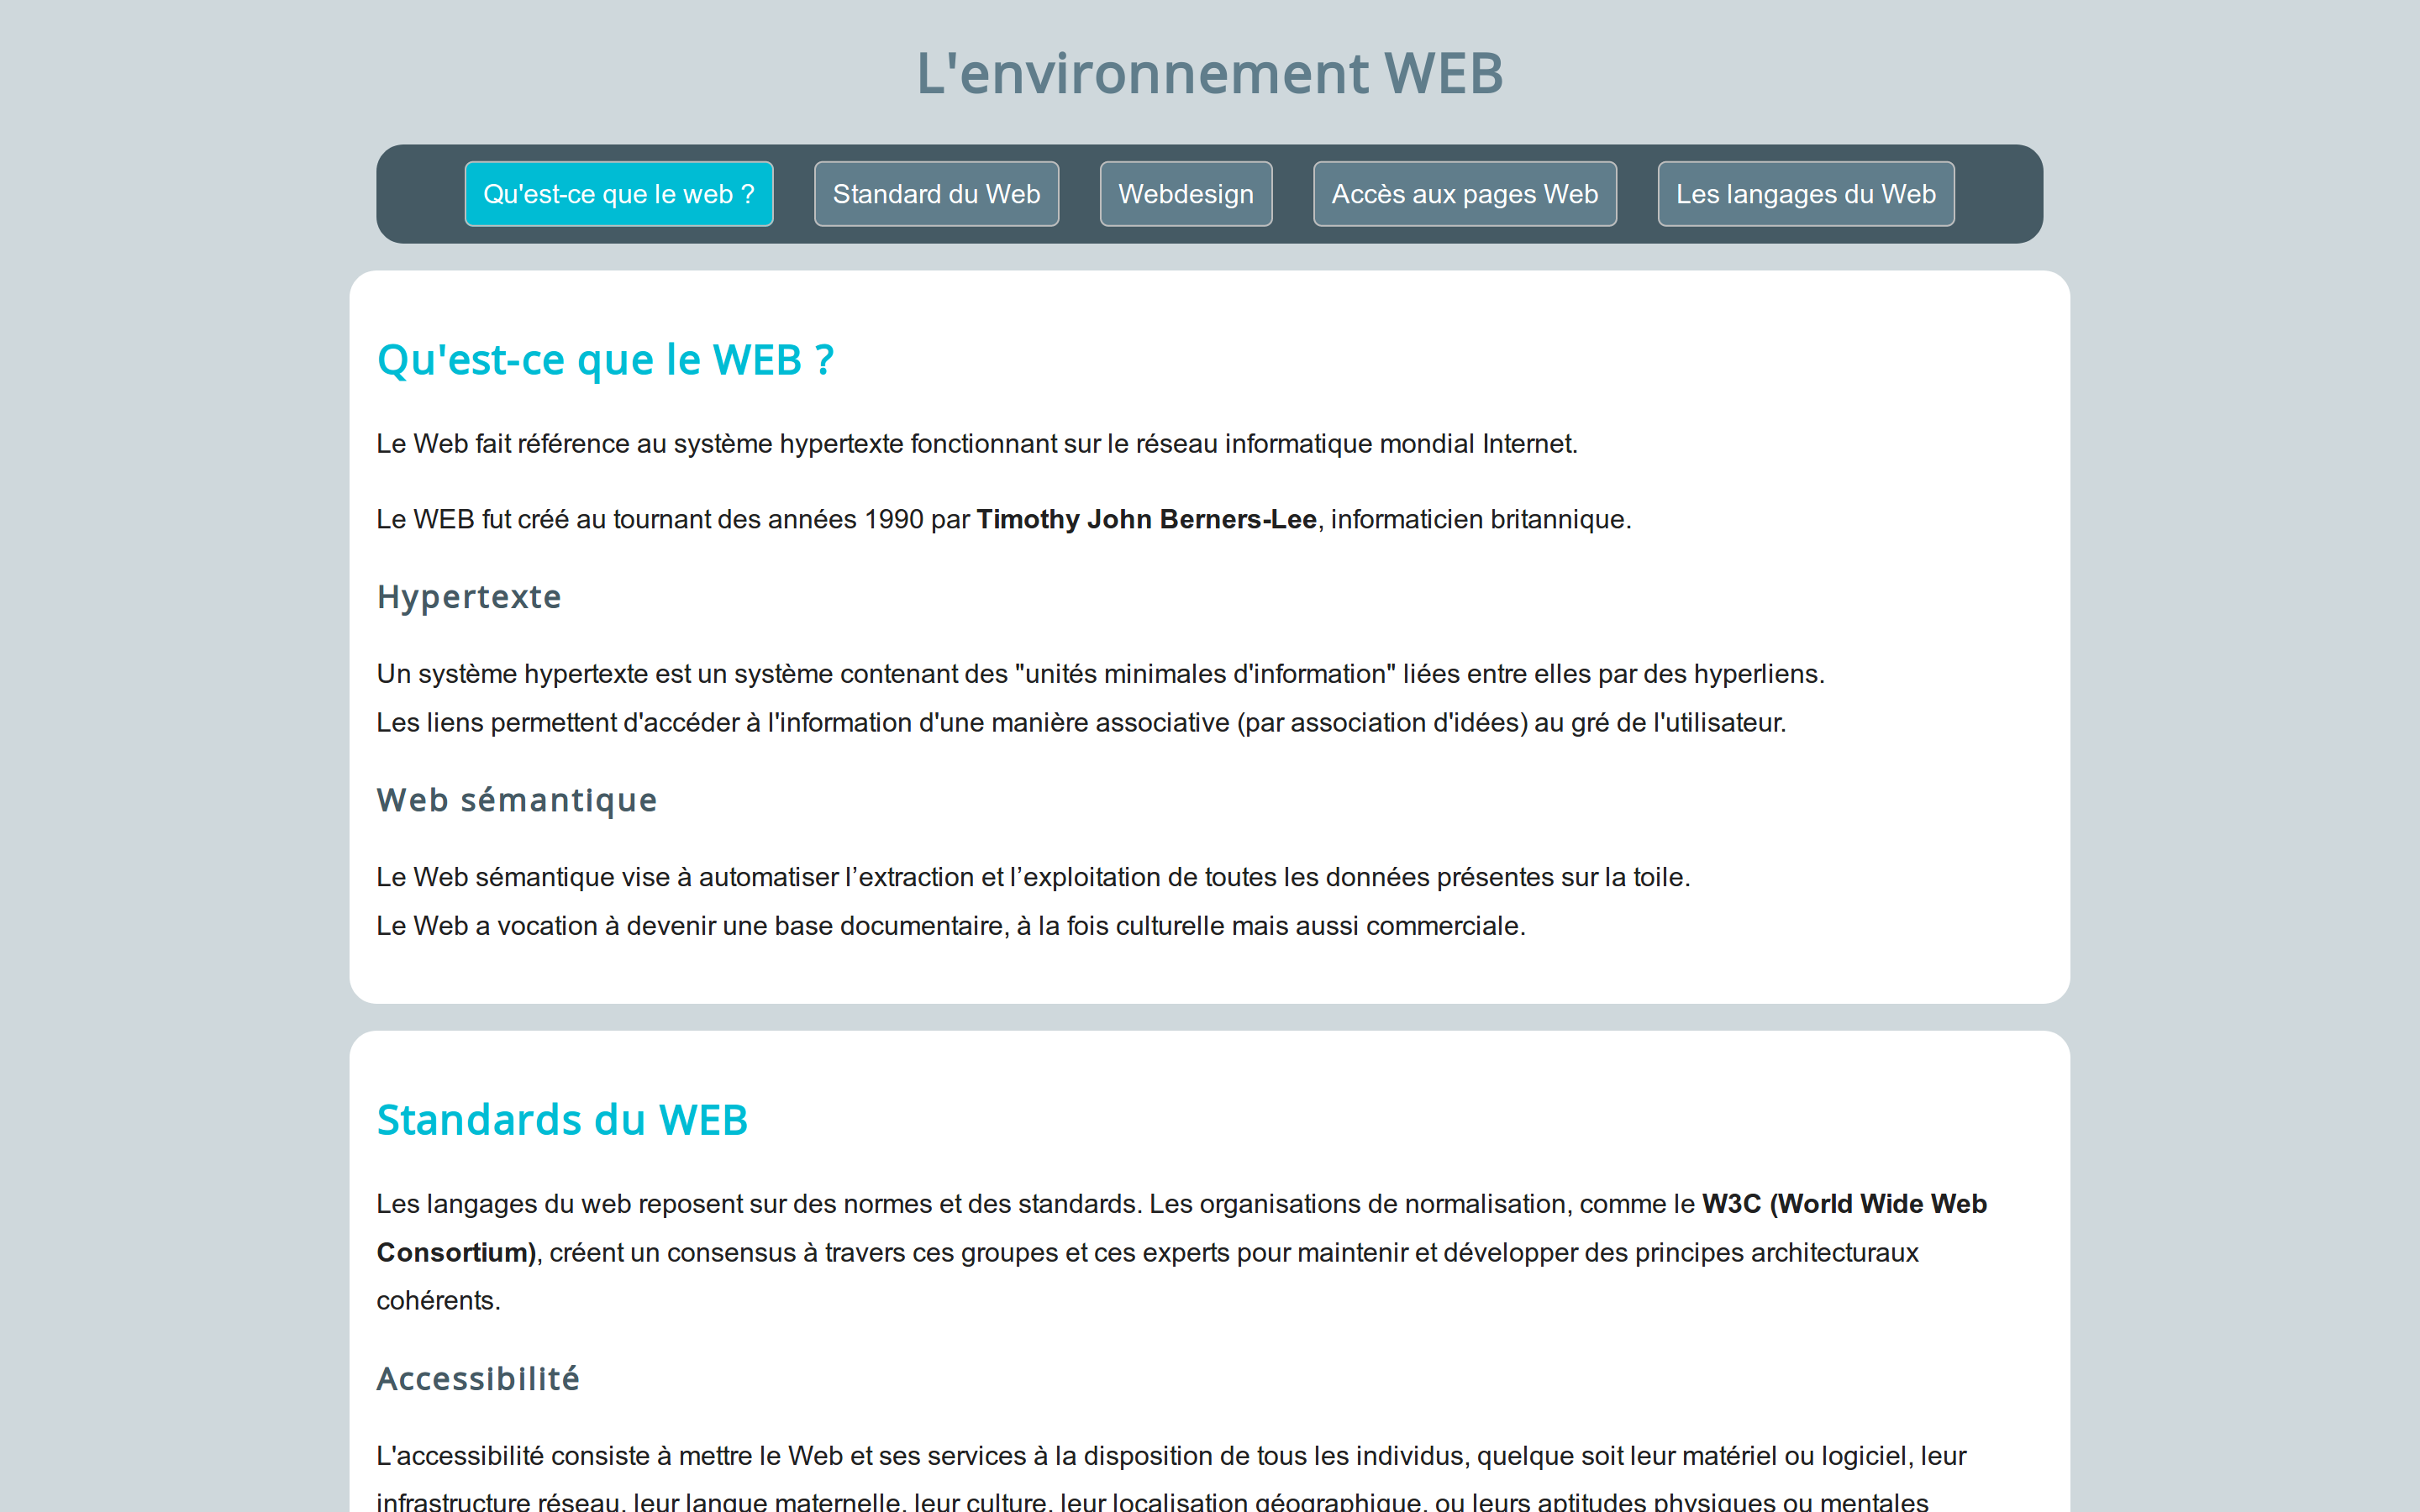 L'environnement WEB
Qu'est-ce que le web ?
Standard du Web
Webdesign
Accès aux pages Web
Les langages du Web
Qu'est-ce que le WEB ?
Le Web fait référence au système hypertexte fonctionnant sur le réseau informatique mondial Internet.
Le WEB fut créé au tournant des années 1990 par Timothy John Berners-Lee, informaticien britannique.
Hypertexte
Un système hypertexte est un système contenant des "unités minimales d'information" liées entre elles par des hyperliens.
Les liens permettent d'accéder à l'information d'une manière associative (par association d'idées) au gré de l'utilisateur.
Web sémantique
Le Web sémantique vise à automatiser l’extraction et l’exploitation de toutes les données présentes sur la toile.
Le Web a vocation à devenir une base documentaire, à la fois culturelle mais aussi commerciale.
Standards du WEB
Les langages du web reposent sur des normes et des standards. Les organisations de normalisation, comme le W3C (World Wide Web
Consortium), créent un consensus à travers ces groupes et ces experts pour maintenir et développer des principes architecturaux
cohérents.
Accessibilité
L'accessibilité consiste à mettre le Web et ses services à la disposition de tous les individus, quelque soit leur matériel ou logiciel, leur
infrastructure réseau, leur langue maternelle, leur culture, leur localisation géographique, ou leurs aptitudes physiques ou mentales